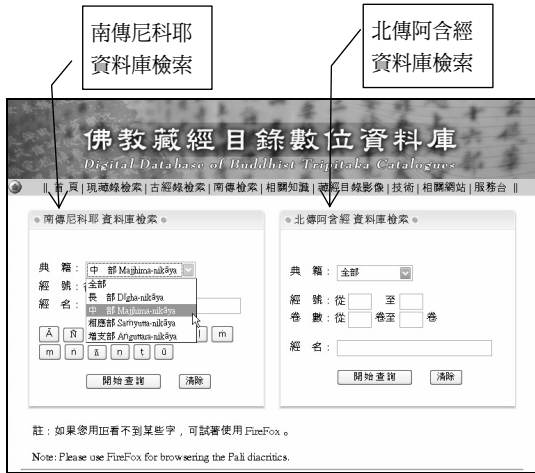 南傳尼科耶
資料庫檢索
北傳阿含經
資料庫檢索
佛教藏經目錄數位資料庫
Digital Database of Buddhist Tripitaka Catalogues
‖ 首 頁 | 現藏錄檢索 | 古經錄檢索 | 南傳檢索 | 相關知識 | 藏經目錄影像 | 技術 | 相關網站 | 服務台 ‖
南傳尼科耶 資料庫檢索
典 籍： 中 部 Majjhima-nikāya
經 號：
全部
長 部 Dīgha-nikāya
經 名：
中 部 Majjhima-nikāya
相應部 Saṃyutta-nikāya
增支部 Aṅguttara-nikāya
Ā Ñ ṁ
ṃ ṅ ñ ṇ ṭ ū
開始查詢 清除
北傳阿含經 資料庫檢索
典 籍： 全部
經 號：從 至
卷 數：從 卷至 卷
經 名：
開始查詢 清除
註：如果您用IE看不到某些字，可試著使用 FireFox 。
Note: Please use FireFox for browsering the Pali diacritics.